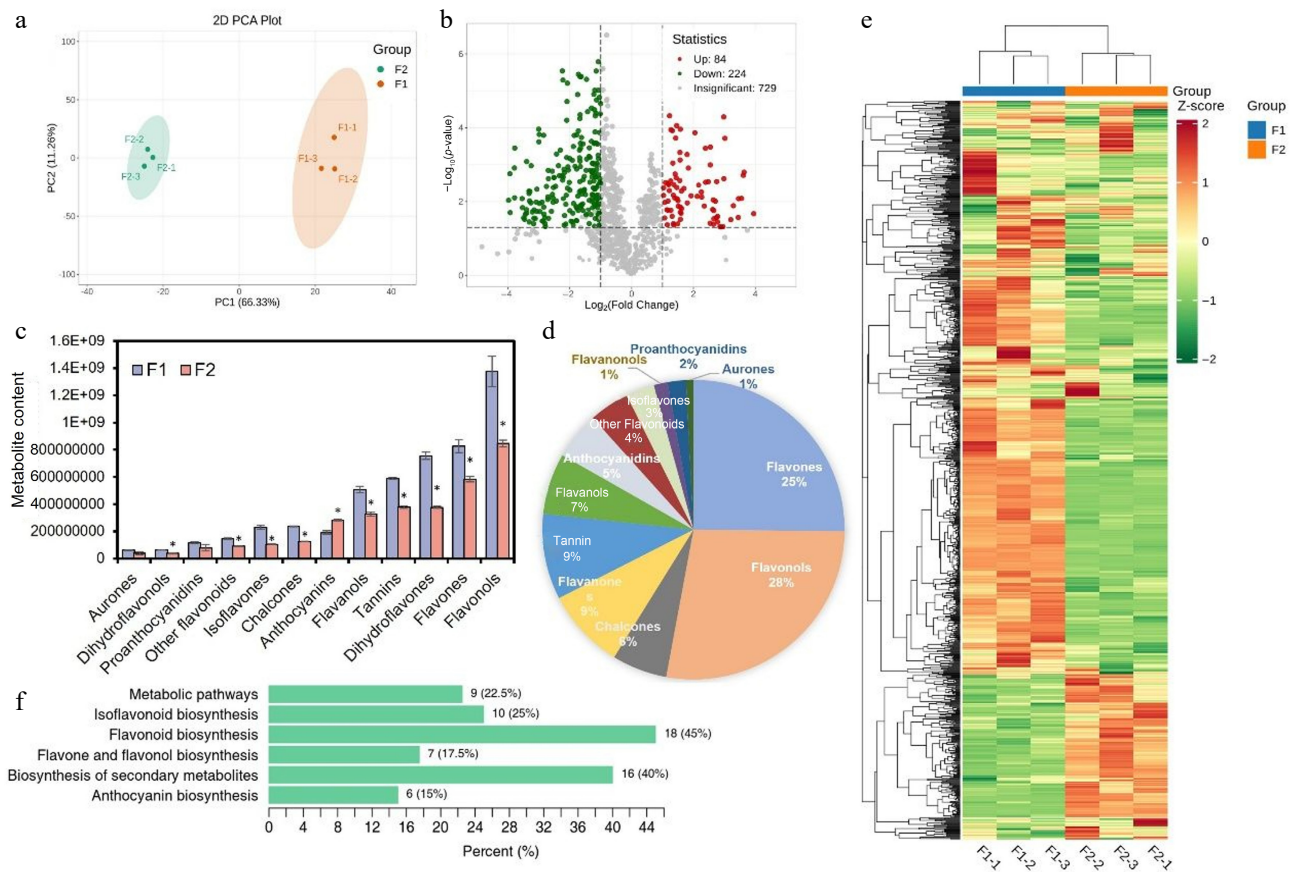 a
2D PCA Plot
Group
F2
F1
100
50
0
-50
-100
PC2 (11.26%)
F2-2
F2-1
F2-3
F1-1
F1-3
F1-2
-40
-20
0
20
40
PC1 (66.33%)
b
Statistics
Up: 84
Down: 224
Insignificant: 729
6
4
2
0
−Log10(p-value)
−4
−2
0
2
4
Log2(Fold Change)
c
Metabolite content
1.6E+09
1.4E+09
1.2E+09
1E+09
800000000
600000000
400000000
200000000
0
F1 F2
* * * * * * * * * *
Aurones
Dihydroflavonols
Proanthocyanidins
Other flavonoids
Isoflavones
Chalcones
Anthocyanins
Flavanols
Tannins
Dihydroflavones
Flavones
Flavonols
d
Proanthocyanidins
2%
Flavanonols
1%
Aurones
1%
Isoflavones
3%
Other Flavonoids
4%
Anthocyanidins
5%
Flavanols
7%
Tannin
9%
Flavanone
s
9%
Chalcones
6%
Flavonols
28%
Flavones
25%
e
Group
Z-score
2
1
0
−1
−2
Group
F1
F2
F1-1
F1-2
F1-3
F2-2
F2-3
F2-1
f
Metabolic pathways 9 (22.5%)
Isoflavonoid biosynthesis 10 (25%)
Flavonoid biosynthesis 18 (45%)
Flavone and flavonol biosynthesis 7 (17.5%)
Biosynthesis of secondary metabolites 16 (40%)
Anthocyanin biosynthesis 6 (15%)
0 4 8 12 16 20 24 28 32 36 40 44
Percent (%)